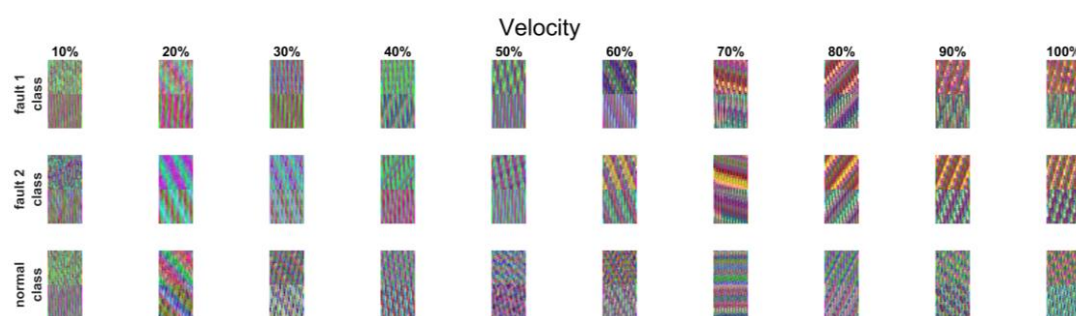 Velocity
10% 20% 30% 40% 50% 60% 70% 80% 90% 100%
fault 1
class
fault 2
class
normal
class